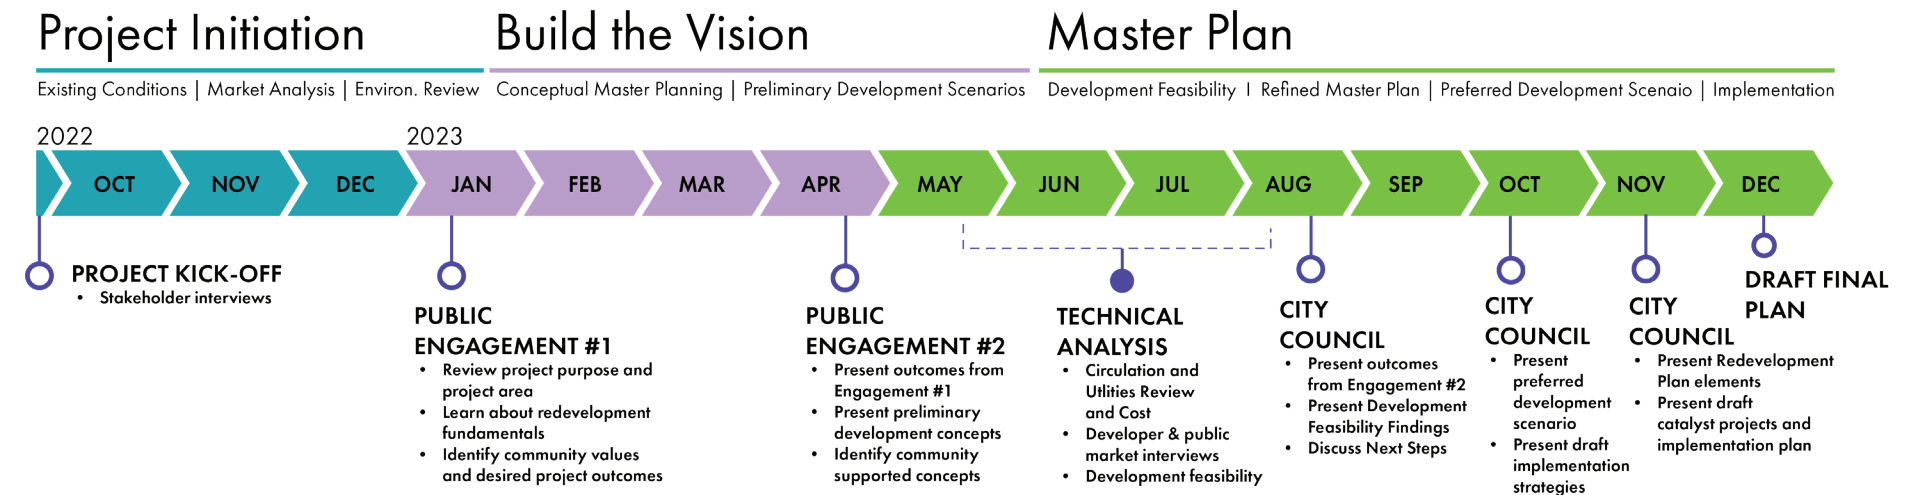 Project Initiation
Existing Conditions | Market Analysis | Environ. Review
Build the Vision
Conceptual Master Planning | Preliminary Development Scenarios
Master Plan
Development Feasibility I Refined Master Plan | Preferred Development Scenaio | Implementation
2022
2023
OCT
NOV
DEC
JAN
FEB
MAR
APR
MAY
JUN
JUL
AUG
SEP
OCT
NOV
DEC
PROJECT KICK-OFF
• Stakeholder interviews
PUBLIC
ENGAGEMENT #1
• Review project purpose and
project area
• Learn about redevelopment
fundamentals
• Identify community values
and desired project outcomes
PUBLIC
ENGAGEMENT #2
• Present outcomes from
Engagement #1
• Present preliminary
development concepts
• Identify community
supported concepts
TECHNICAL
ANALYSIS
• Circulation and
Utlities Review
and Cost
• Developer & public
market interviews
• Development feasibility
CITY
COUNCIL
• Present outcomes
from Engagement #2
• Present Development
Feasibility Findings
• Discuss Next Steps
CITY
COUNCIL
• Present
preferred
development
scenario
• Present draft
implementation
strategies
CITY
COUNCIL
• Present Redevelopment
Plan elements
• Present draft
catalyst projects and
implementation plan
DRAFT FINAL
PLAN